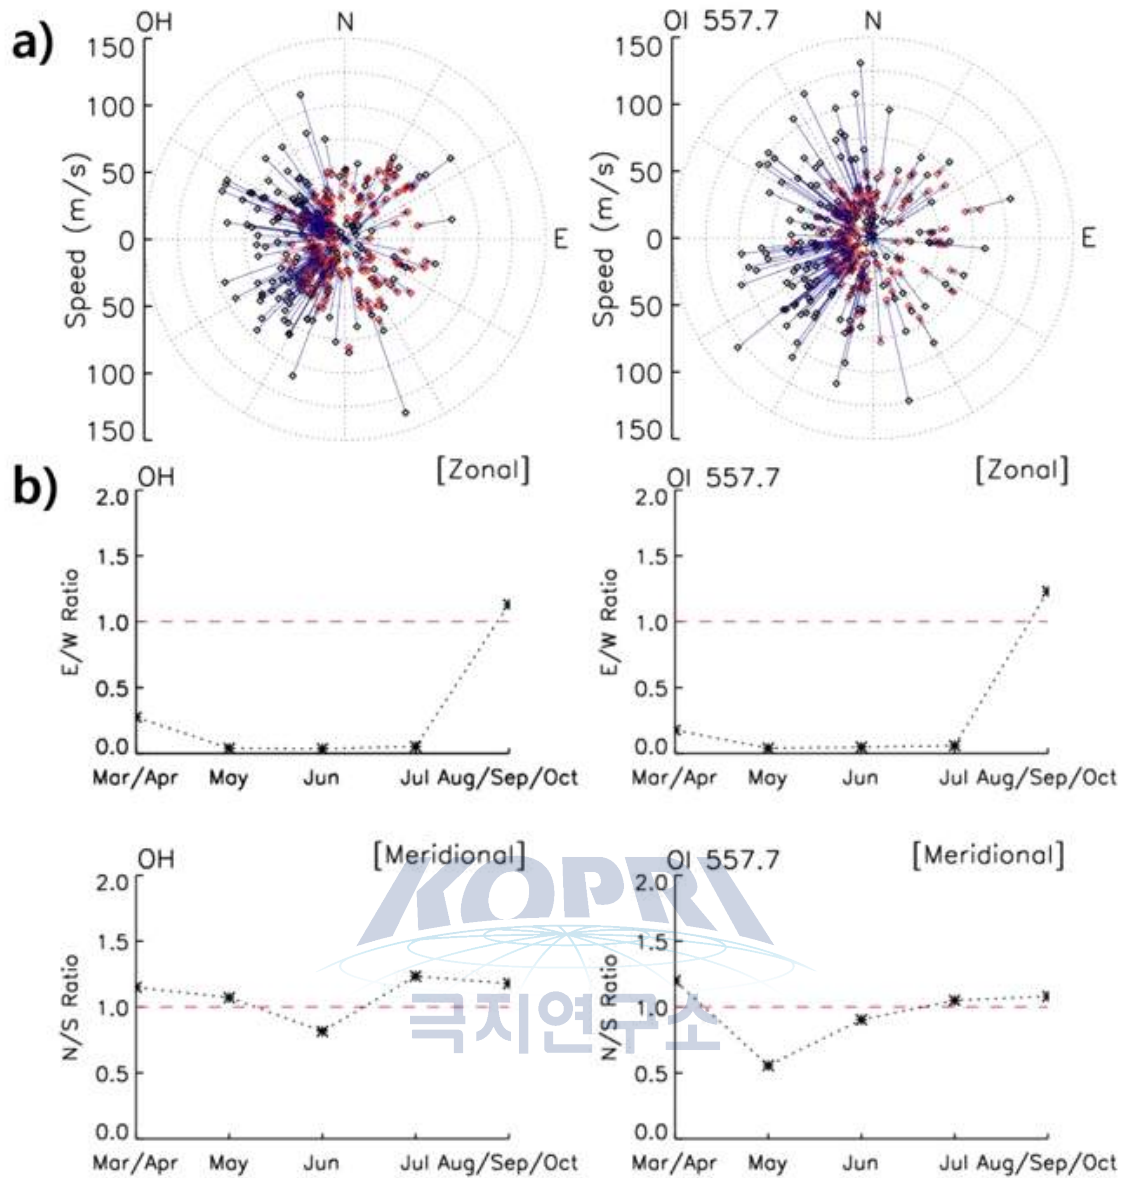 a)
OH
N
150
100
50
0
50
100
150
Speed (m/s)
E
OI 557.7
N
150
100
50
0
50
100
150
Speed (m/s)
E
b)
OH
[Zonal]
2.0
1.5
1.0
0.5
0.0
E/W Ratio
Mar/Apr May Jun Jul Aug/Sep/Oct
OI 557.7
[Zonal]
2.0
1.5
1.0
0.5
0.0
E/W Ratio
Mar/Apr May Jun Jul Aug/Sep/Oct
OH
[Meridional]
2.0
1.5
1.0
0.5
0.0
N/S Ratio
Mar/Apr May Jun Jul Aug/Sep/Oct
OI 557.7
[Meridional]
2.0
1.5
1.0
0.5
0.0
N/S Ratio
Mar/Apr May Jun Jul Aug/Sep/Oct
KOPRI
극지연구소